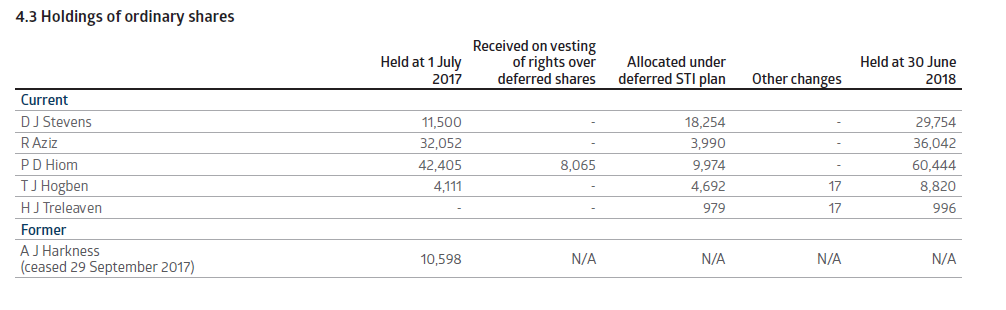 4.3 Holdings of ordinary shares
Held at 1 July 2017 Received on vesting of rights over deferred shares Allocated under deferred STI plan Other changes Held at 30 June 2018
Current
D J Stevens 11,500 - 18,254 - 29,754
R Aziz 32,052 - 3,990 - 36,042
P D Hiom 42,405 8,065 9,974 - 60,444
T J Hogben 4,111 - 4,692 17 8,820
H J Treleaven - - 979 17 996
Former
A J Harkness
(ceased 29 September 2017) 10,598 N/A N/A N/A N/A